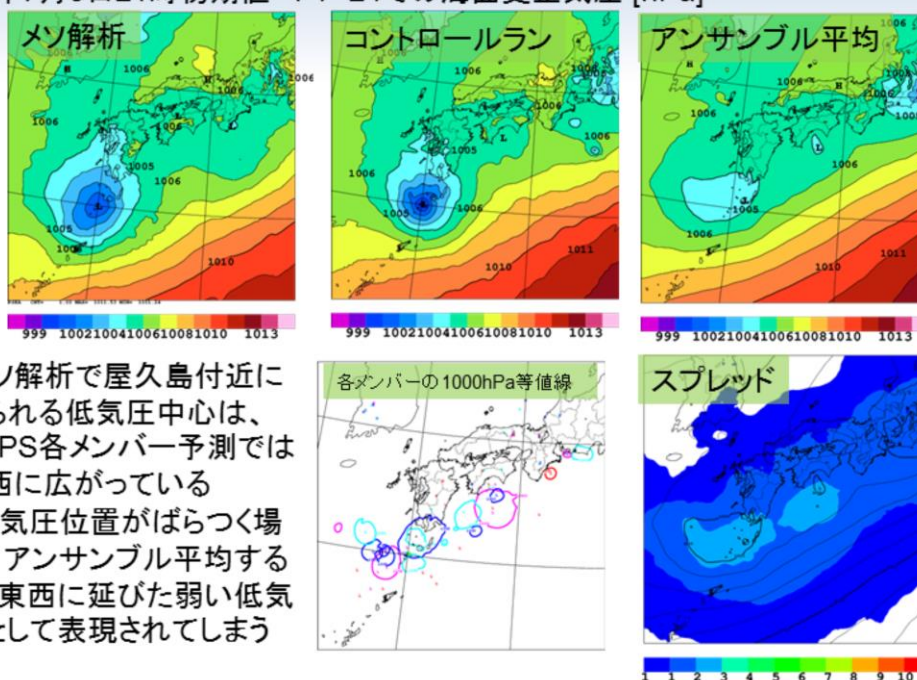 海面更正気圧 [hPa]
メソ解析
コントロールラン
アンサンブル平均
1006
1006
1006
1005
1006
1005
1010
1006
1006
1006
1005
1006
1010
1011
1006
1006
1006
1005
1006
1010
1011
999 1002 1004 1006 1008 1010 1013
999 1002 1004 1006 1008 1010 1013
999 1002 1004 1006 1008 1010 1013
ソ解析で屋久島付近に
られる低気圧中心は、
PS各メンバー予測では
西に広がっている
気圧位置がばらつく場
アンサンブル平均する
東西に延びた弱い低気
として表現されてしまう
各メンバーの1000hPa等値線
スプレッド
1 1 2 3 4 5 6 7 8 9 10